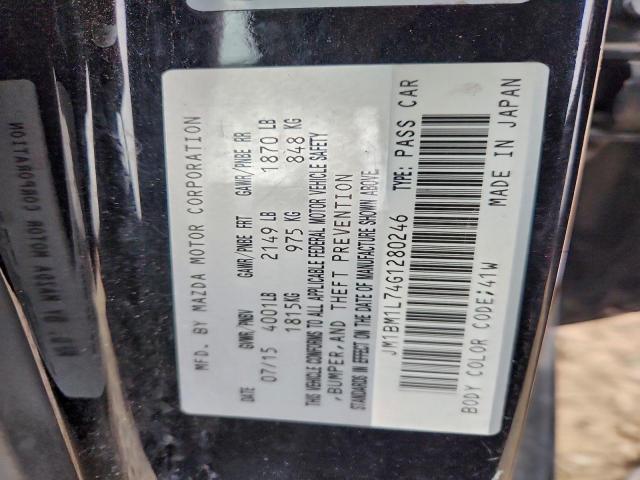 MFD. BY MAZDA MOTOR CORPORATION
DATE GVWR/PNBV GAWR/PNBE FRT GAWR/PNBE RR
07/15 4001LB 2149 LB 1870 LB
1815KG 975 KG 848 KG
THIS VEHICLE CONFORMS TO ALL APPLICABLE FEDERAL MOTOR VEHICLE SAFETY
,BUMPER,AND THEFT PREVENTION
STANDARDS IN EFFECT ON THE DATE OF MANUFACTURE SHOWN ABOVE
JM1BM1L74G1280246 TYPE: PASS CAR
BODY COLOR CODE;41W MADE IN JAPAN